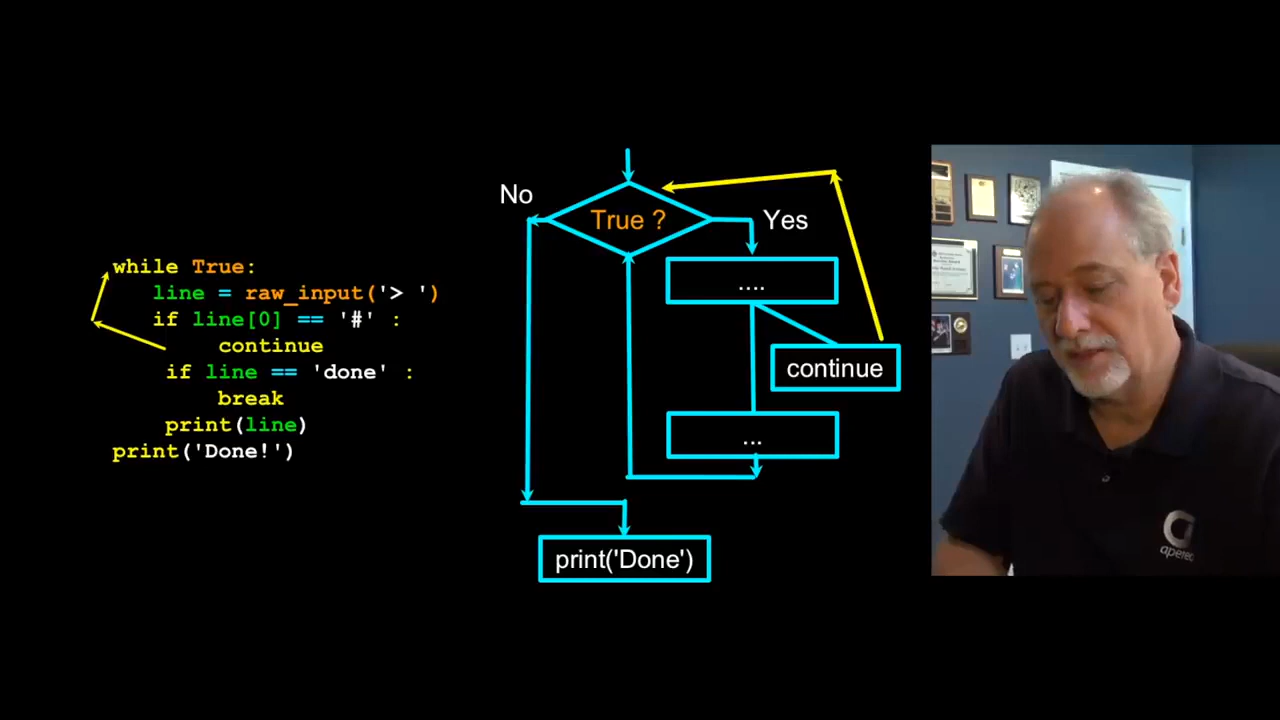 while True:
line = raw_input('> ')
if line[0] == '#' :
continue
if line == 'done' :
break
print(line)
print('Done!')
No
True ?
Yes
....
continue
...
print('Done')
apereo